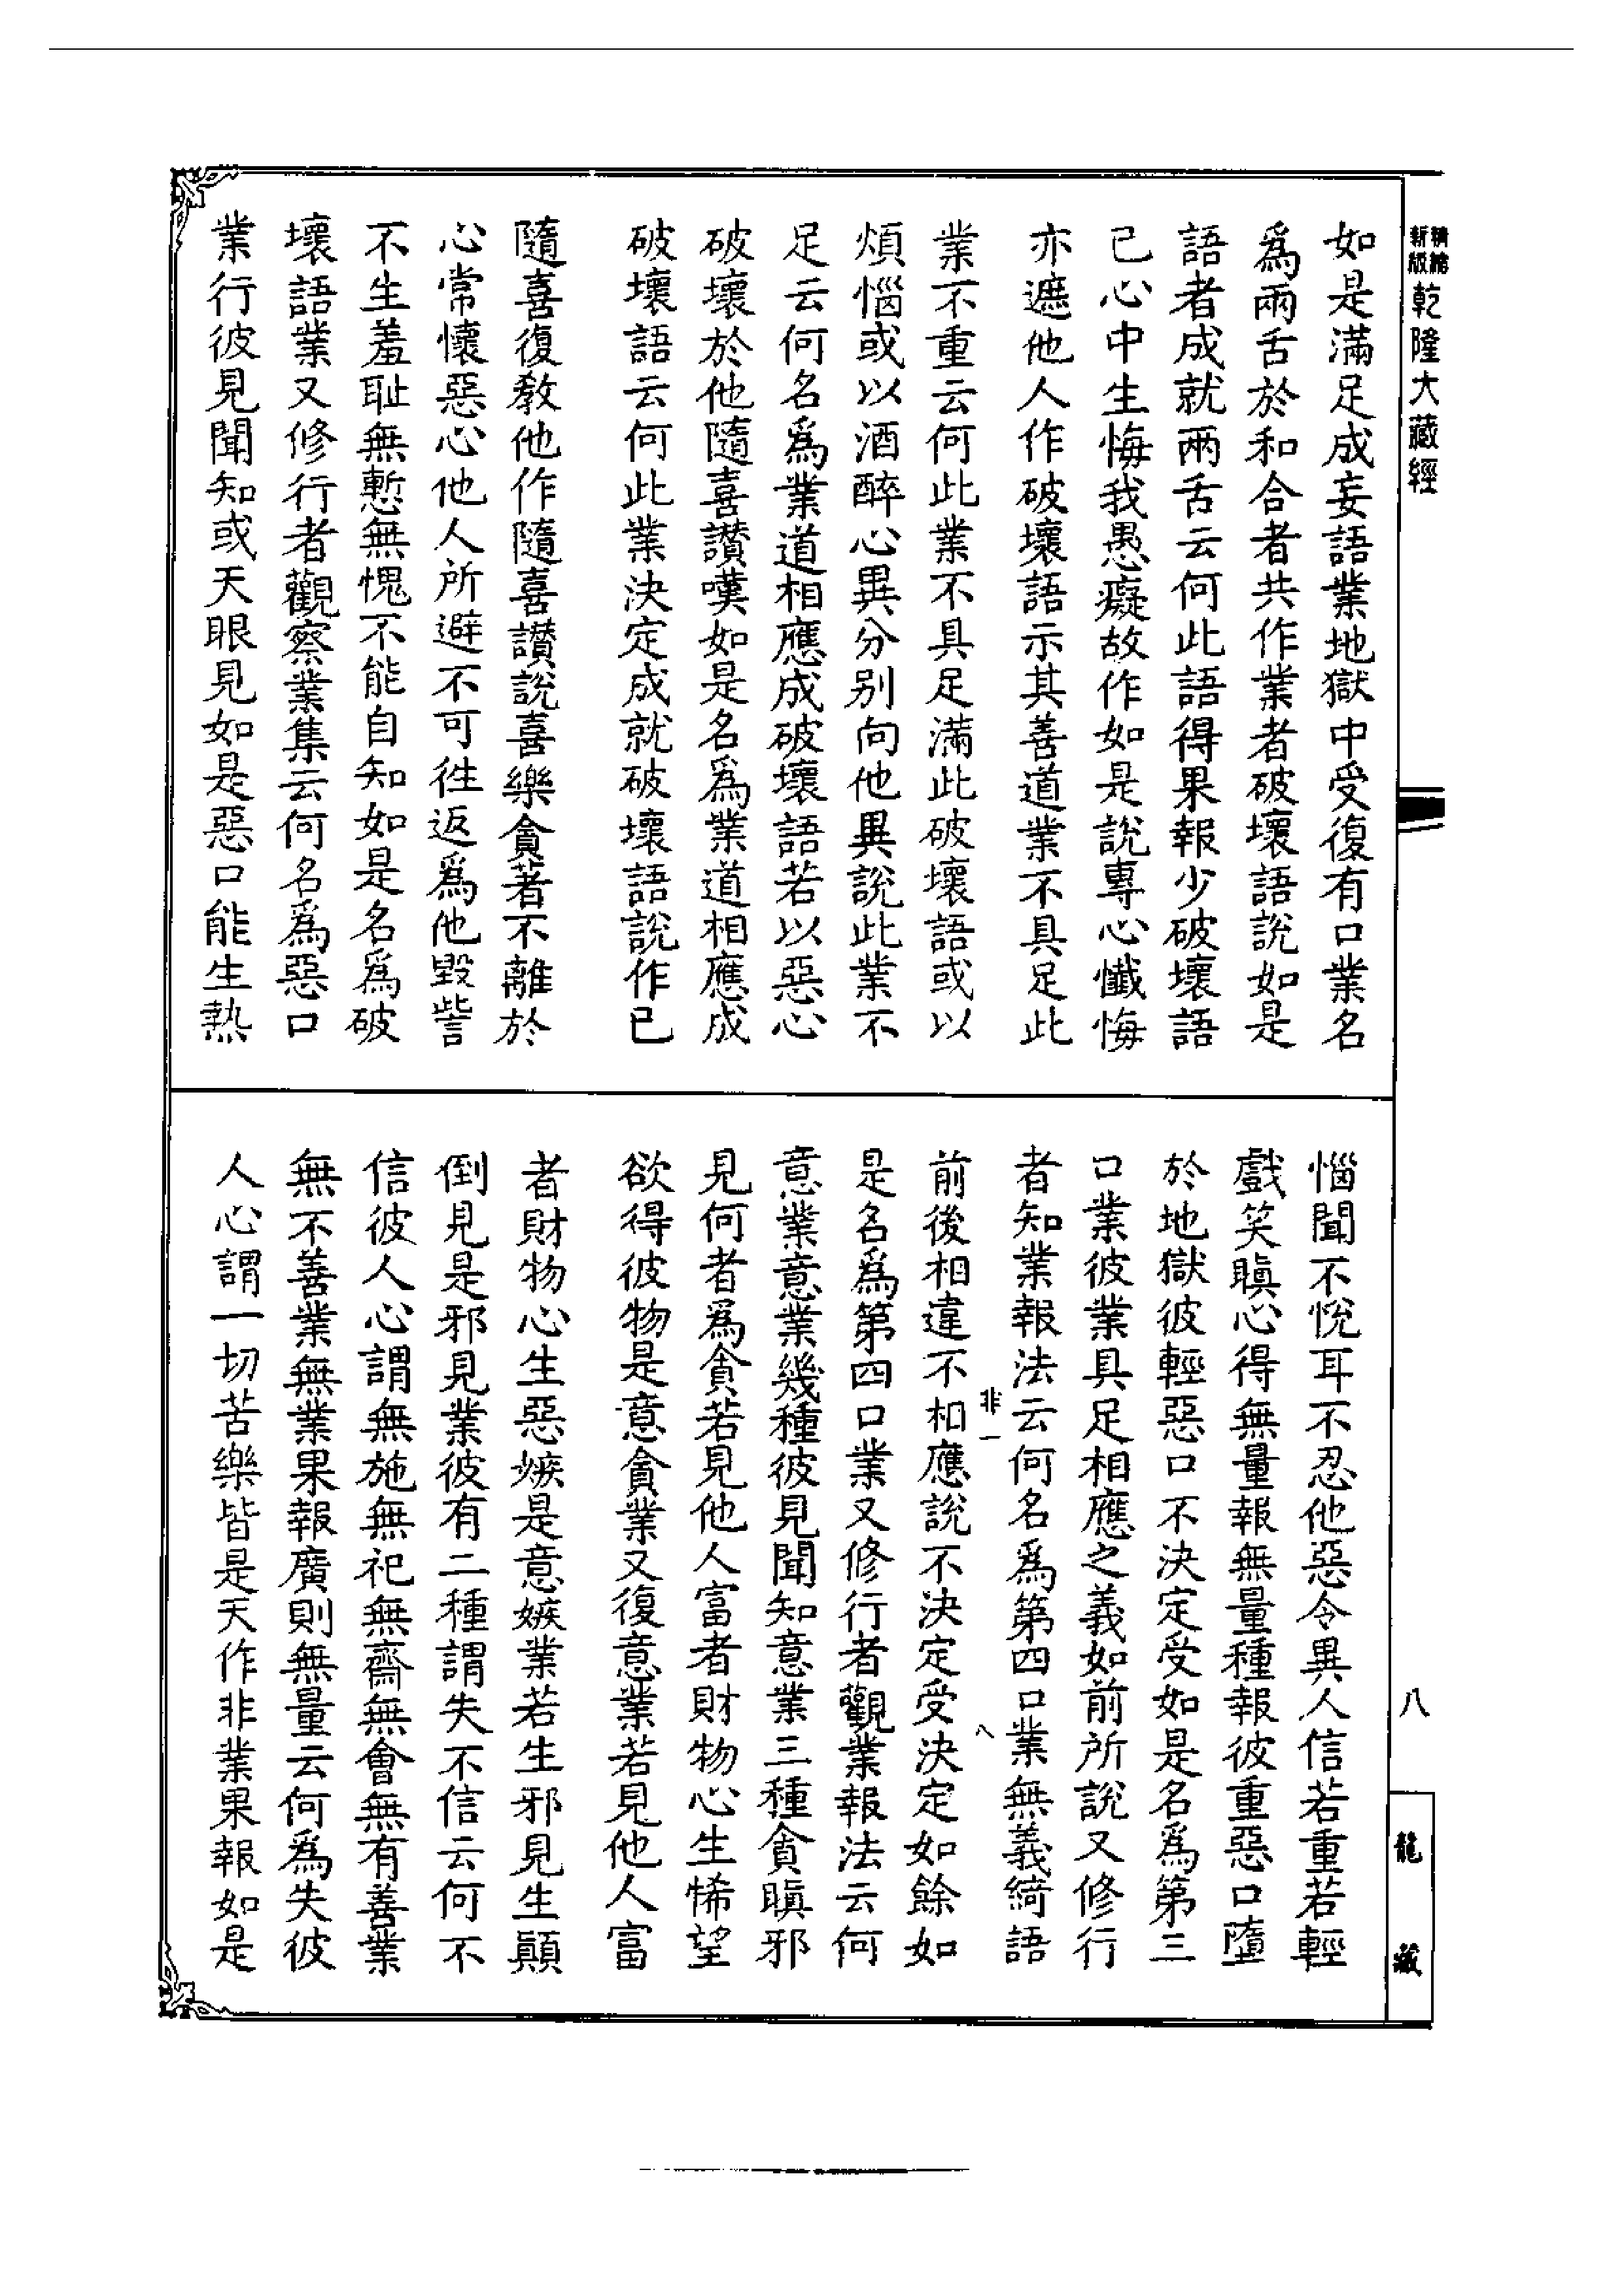 精縮新版乾隆大藏經
如是滿足成妄語業地獄中受復有口業名
爲兩舌於和合者共作業者破壞語說如是
語者成就兩舌云何此語得果報少破壞語
已心中生悔我愚癡故作如是說專心懺悔
亦遮他人作破壞語示其善道業不具足此
業不重云何此業不具足滿此破壞語或以
煩惱或以酒醉心異分别向他異說此業不
足云何名爲業道相應成破壞語若以惡心
破壞於他隨喜讃嘆如是名爲業道相應成
破壞語云何此業決定成就破壞語說作已
隨喜復教他作隨喜讃說喜樂貪著不離於
心常懷惡心他人所避不可徃返爲他毀訾
不生羞耻無慙無愧不能自知如是名爲破
壞語業又修行者觀察業集云何名爲惡口
業行彼見聞知或天眼見如是惡口能生熱
惱聞不悅耳不忍他惡令異人信若重若輕
戲笑瞋心得無量報無量種報彼重惡口墮
於地獄彼輕惡口不決定受如是名爲第三
口業彼業具足相應之義如前所說又修行
者知業報法云何名爲第四口業無義綺語
非一 八
前後相違不相應說不決定受決定如餘如
是名爲第四口業又修行者觀業報法云何
意業意業幾種彼見聞知意業三種貪瞋邪
見何者爲貪若見他人富者財物心生悕望
欲得彼物是意貪業又復意業若見他人富
者財物心生惡嫉是意嫉業若生邪見生顚
倒見是邪見業彼有二種謂失不信云何不
信彼人心謂無施無祀無齋無會無有善業
無不善業無業果報廣則無量云何爲失彼
人心謂一切苦樂皆是天作非業果報如是
八
龍藏